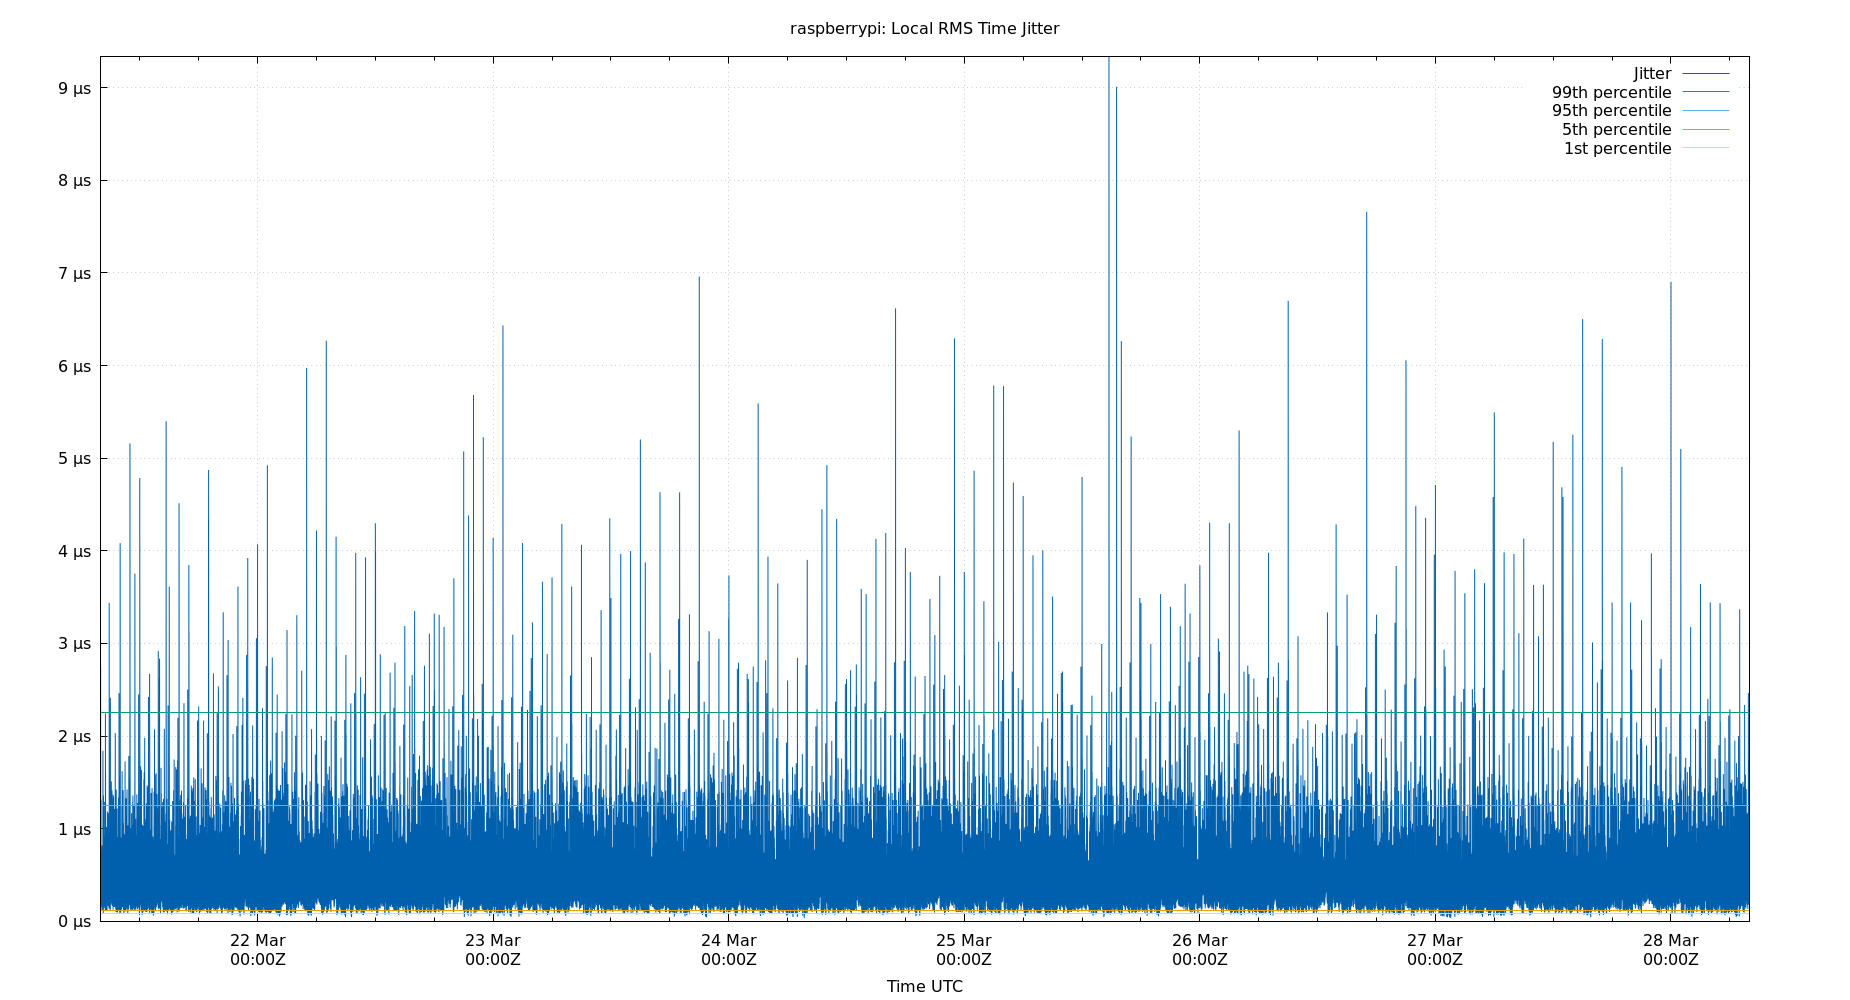 raspberrypi: Local RMS Time Jitter
Jitter
99th percentile
95th percentile
5th percentile
1st percentile
9 µs
8 µs
7 µs
6 µs
5 µs
4 µs
3 µs
2 µs
1 µs
0 µs
22 Mar 23 Mar 24 Mar 25 Mar 26 Mar 27 Mar 28 Mar
00:00Z 00:00Z 00:00Z 00:00Z 00:00Z 00:00Z 00:00Z
Time UTC